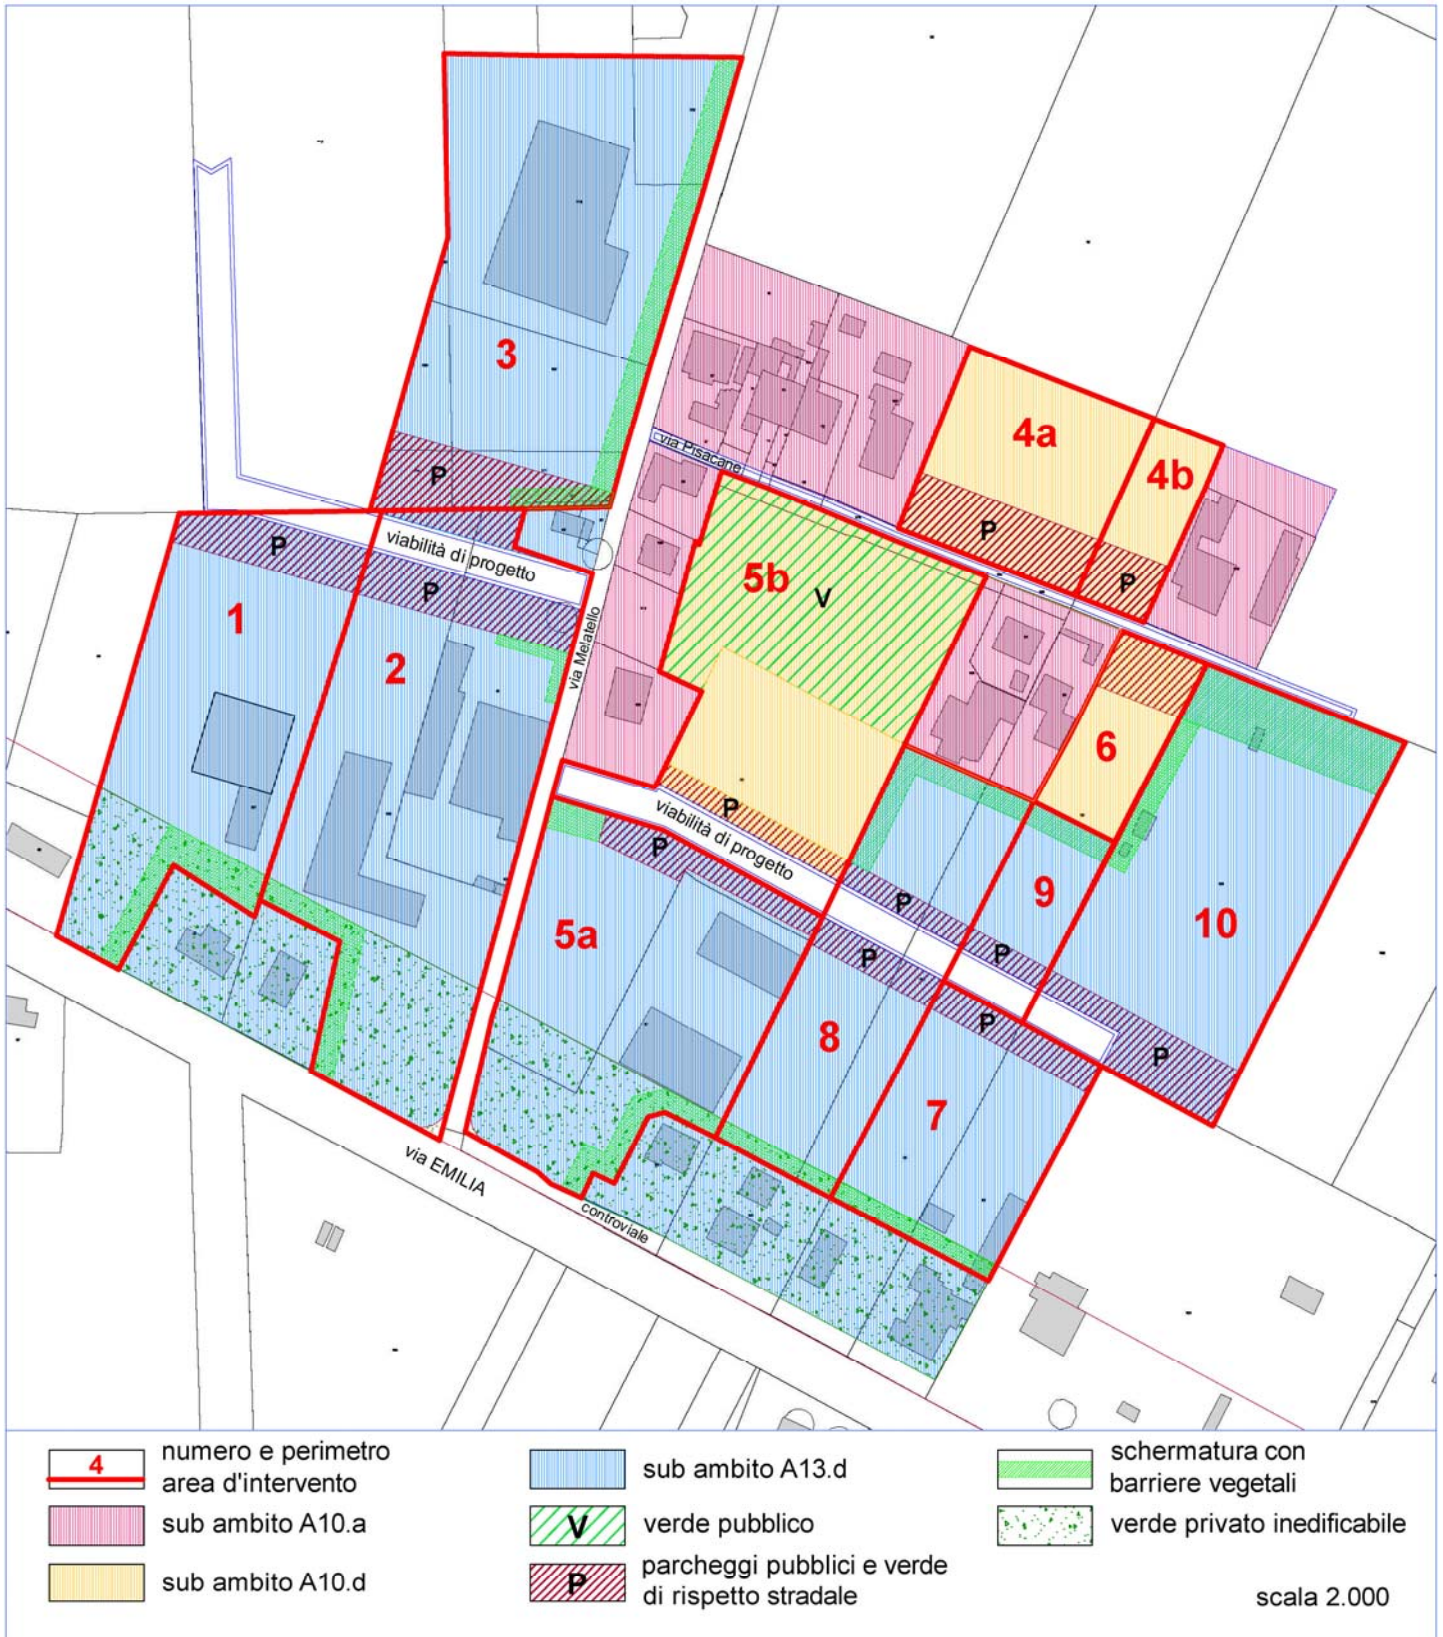 3
P
via Pisacane
4a
4b
P
P
5b
V
P
viabilità di progetto
P
1
2
via Melatello
6
P
viabilità di progetto
P
5a
P
9
10
P
P
P
8
P
7
via EMILIA
controviale
4
numero e perimetro
area d'intervento
sub ambito A10.a
sub ambito A10.d
sub ambito A13.d
V
verde pubblico
P
parcheggi pubblici e verde
di rispetto stradale
schermatura con
barriere vegetali
verde privato inedificabile
scala 2.000